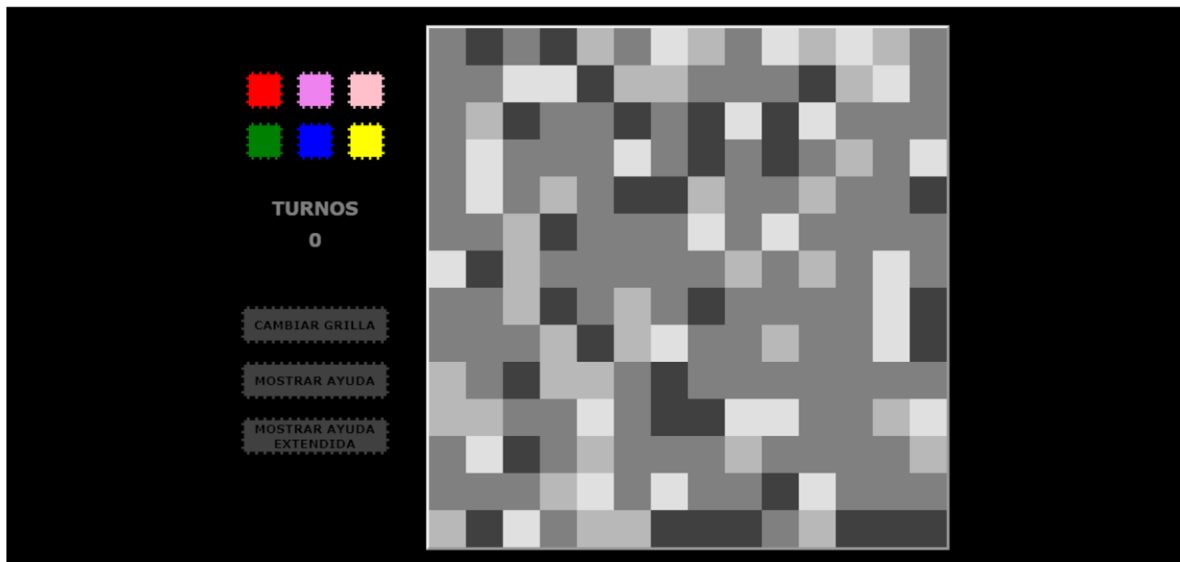 TURNOS
0
CAMBIAR GRILLA
MOSTRAR AYUDA
MOSTRAR AYUDA
EXTENDIDA